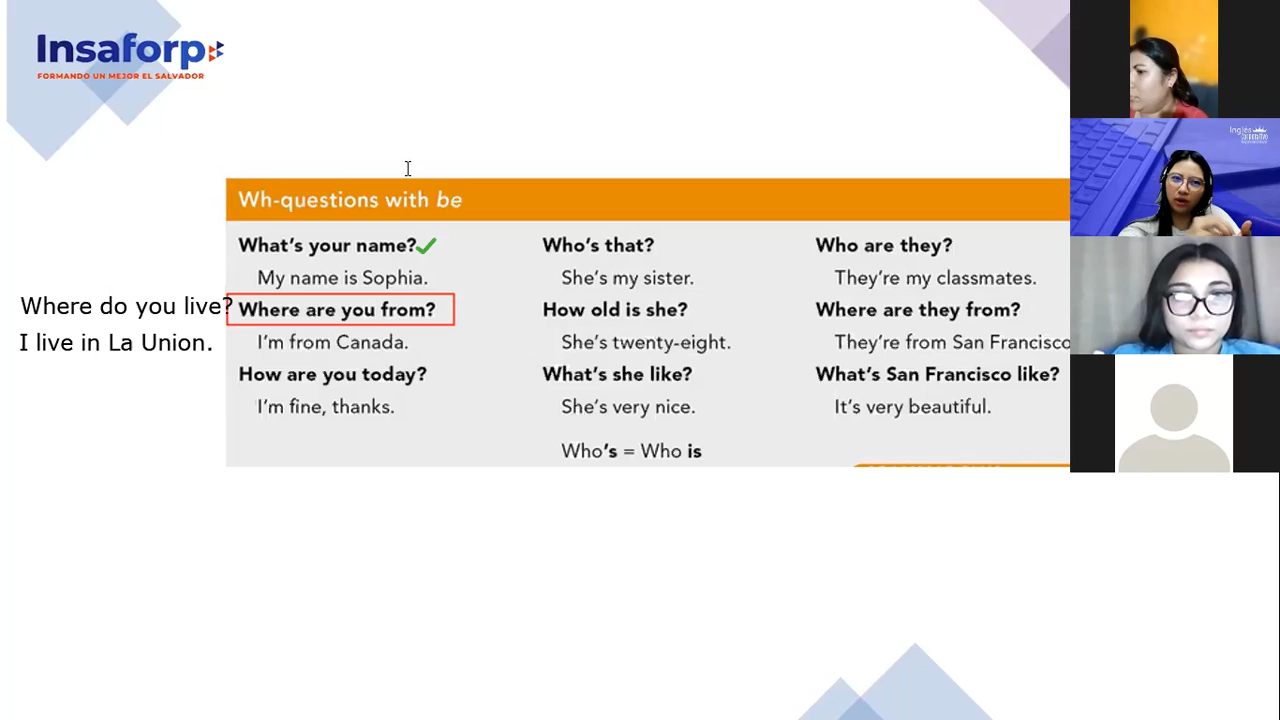 Insaforp
FORMANDO UN MEJOR EL SALVADOR
Wh-questions with be
What's your name?
My name is Sophia.
Where are you from?
I'm from Canada.
How are you today?
I'm fine, thanks.
Who's that?
She's my sister.
How old is she?
She's twenty-eight.
What's she like?
She's very nice.
Who's = Who is
Who are they?
They're my classmates.
Where are they from?
They're from San Francisco
What's San Francisco like?
It's very beautiful.
Where do you live?
I live in La Union.
Ingles